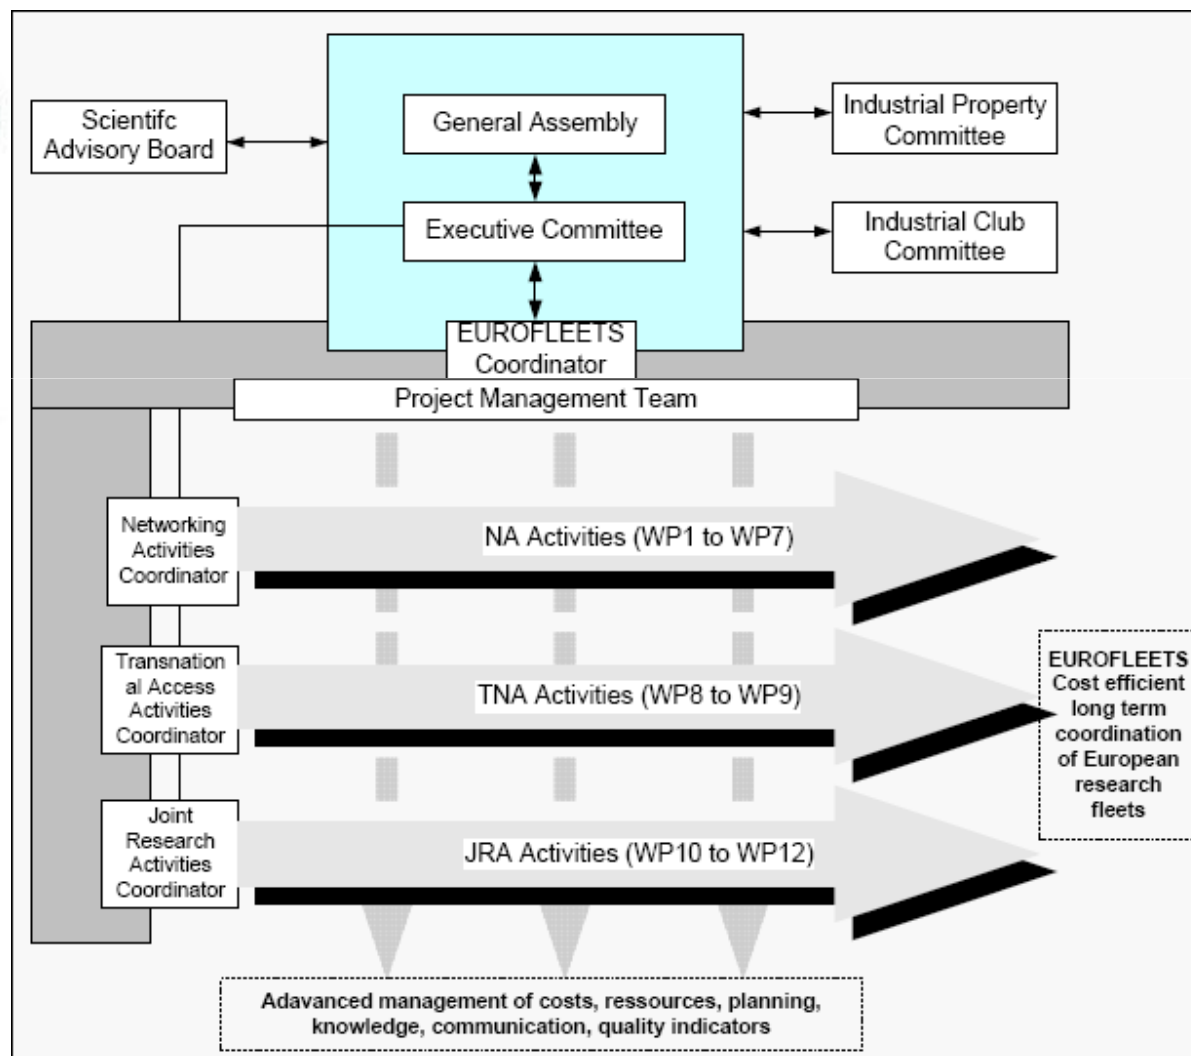 Scientifc
Advisory Board
General Assembly
Industrial Property
Committee
Executive Committee
Industrial Club
Committee
EUROFLEETS
Coordinator
Project Management Team
Networking
Activities
Coordinator
NA Activities (WP1 to WP7)
Transnation
al Access
Activities
Coordinator
TNA Activities (WP8 to WP9)
EUROFLEETS
Cost efficient
long term
coordination
of European
research
fleets
Joint
Research
Activities
Coordinator
JRA Activities (WP10 to WP12)
Adavanced management of costs, ressources, planning,
knowledge, communication, quality indicators